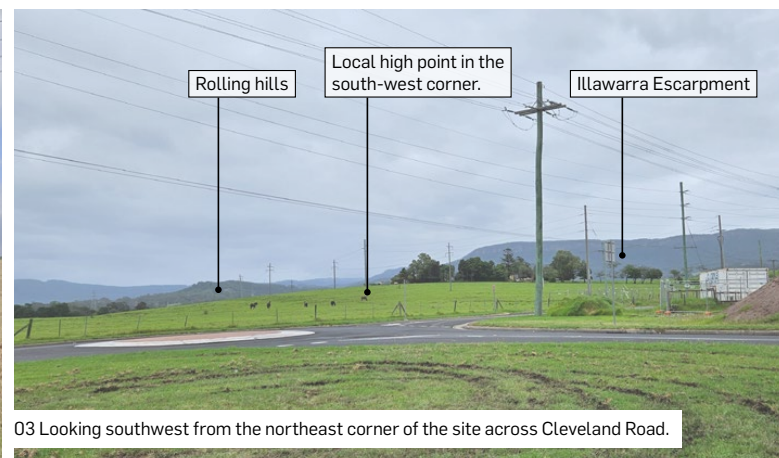 Rolling hills
Local high point in the
south-west corner.
Illawarra Escarpment
03 Looking southwest from the northeast corner of the site across Cleveland Road.